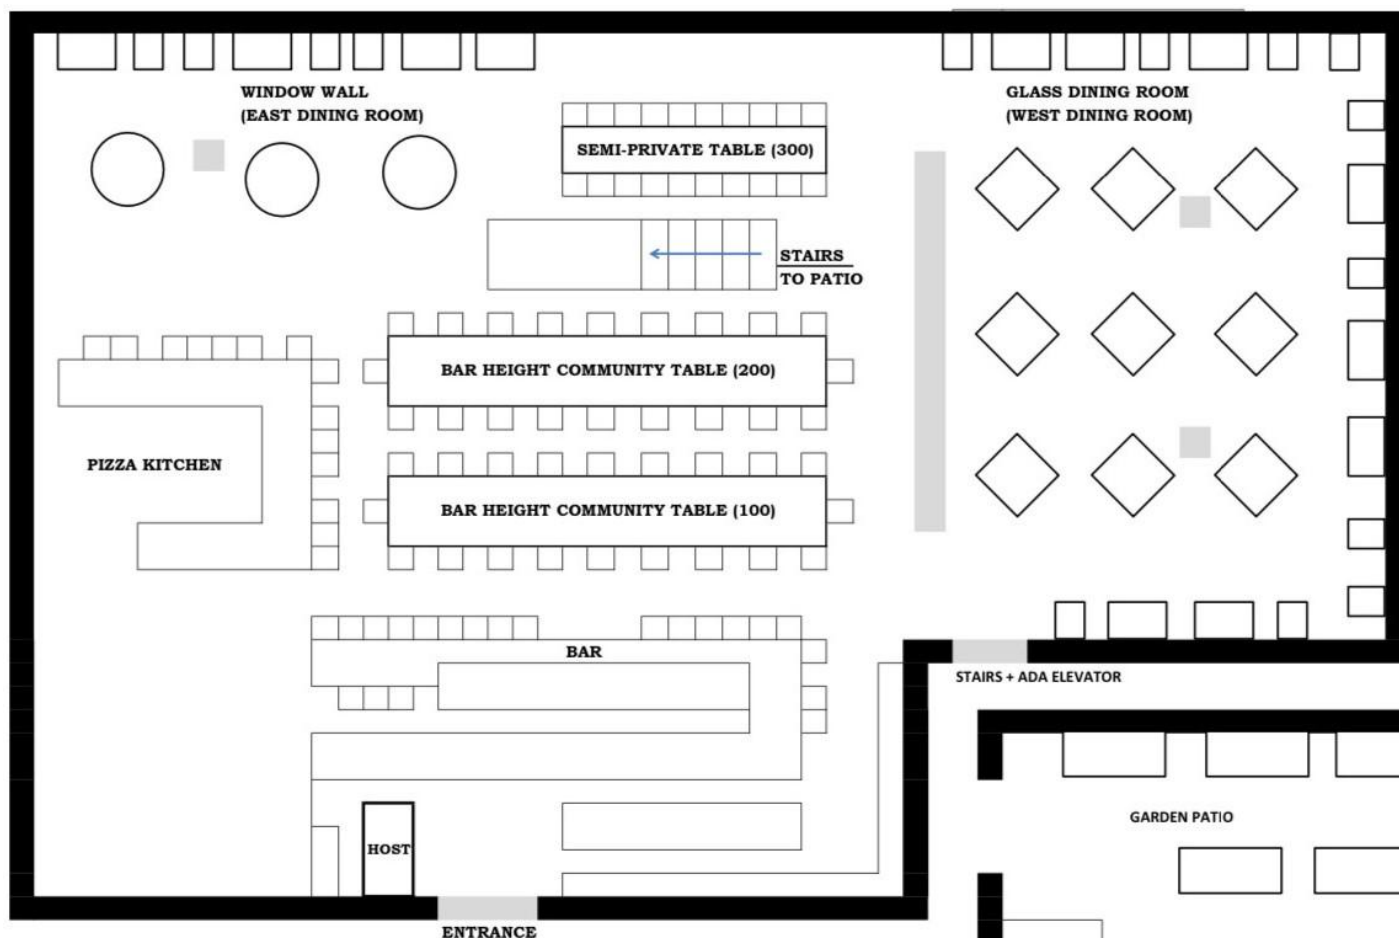 WINDOW WALL
(EAST DINING ROOM)
GLASS DINING ROOM
(WEST DINING ROOM)
SEMI-PRIVATE TABLE (300)
STAIRS
TO PATIO
BAR HEIGHT COMMUNITY TABLE (200)
PIZZA KITCHEN
BAR HEIGHT COMMUNITY TABLE (100)
BAR
STAIRS + ADA ELEVATOR
GARDEN PATIO
HOST
ENTRANCE